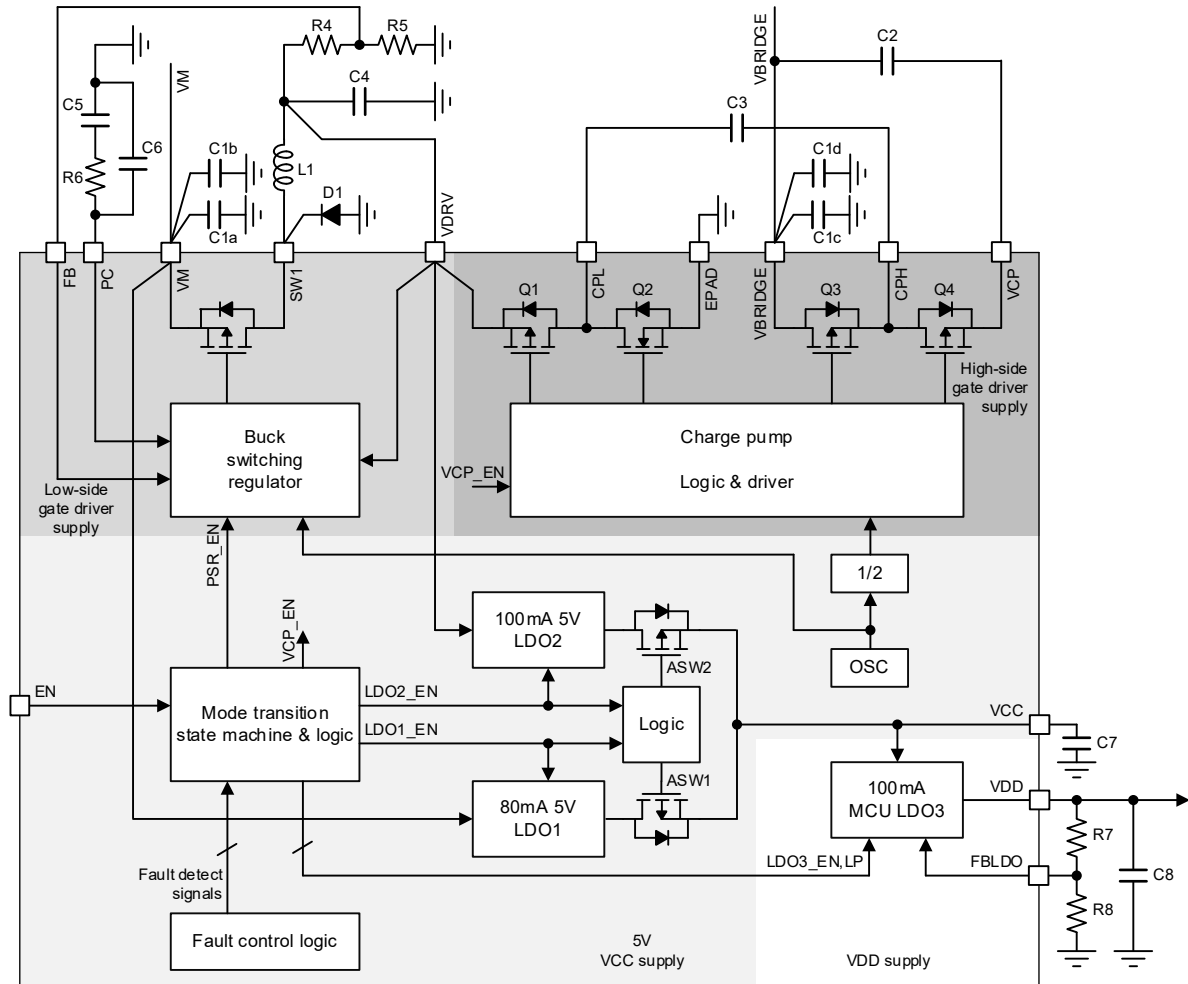 R4
R5
VBRIDGE
C2
C5
VM
C4
C3
C6
R6
C1b
L1
C1d
D1
C1a
VDRV
C1c
FB
PC
VM
SW1
Q1
CPL
Q2
EPAD
VBRIDGE
Q3
CPH
Q4
VCP
High-side
gate driver
supply
Buck
switching
regulator
Charge pump
Logic & driver
VCP_EN
Low-side
gate driver
supply
PSR_EN
1/2
VCP_EN
100mA 5V
LDO2
ASW2
OSC
EN
Mode transition
state machine & logic
LDO2_EN
LDO1_EN
Logic
VCC
C7
ASW1
80mA 5V
LDO1
100mA
MCU LDO3
VDD
R7
LDO3_EN,LP
FBLDO
C8
Fault detect
signals
R8
Fault control logic
5V
VCC supply
VDD supply